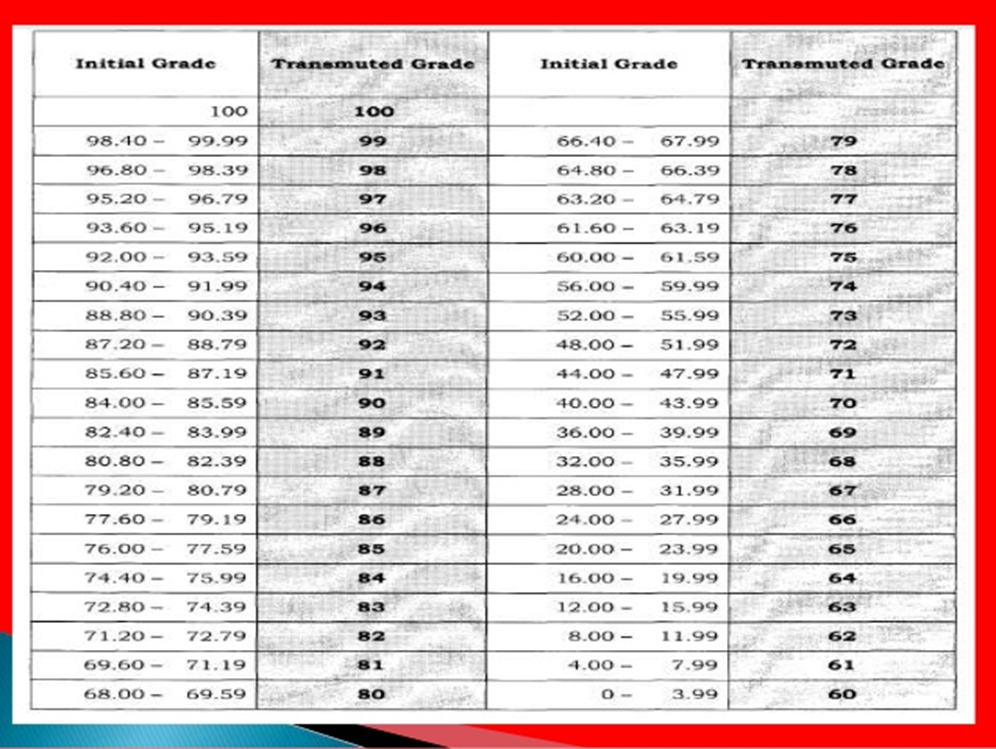 Initial Grade Transmuted Grade Initial Grade Transmuted Grade
100 100
98.40 – 99.99 99 66.40 – 67.99 79
96.80 – 98.39 98 64.80 – 66.39 78
95.20 – 96.79 97 63.20 – 64.79 77
93.60 – 95.19 96 61.60 – 63.19 76
92.00 – 93.59 95 60.00 – 61.59 75
90.40 – 91.99 94 56.00 – 59.99 74
88.80 – 90.39 93 52.00 – 55.99 73
87.20 – 88.79 92 48.00 – 51.99 72
85.60 – 87.19 91 44.00 – 47.99 71
84.00 – 85.59 90 40.00 – 43.99 70
82.40 – 83.99 89 36.00 – 39.99 69
80.80 – 82.39 88 32.00 – 35.99 68
79.20 – 80.79 87 28.00 – 31.99 67
77.60 – 79.19 86 24.00 – 27.99 66
76.00 – 77.59 85 20.00 – 23.99 65
74.40 – 75.99 84 16.00 – 19.99 64
72.80 – 74.39 83 12.00 – 15.99 63
71.20 – 72.79 82 8.00 – 11.99 62
69.60 – 71.19 81 4.00 – 7.99 61
68.00 – 69.59 80 0 – 3.99 60